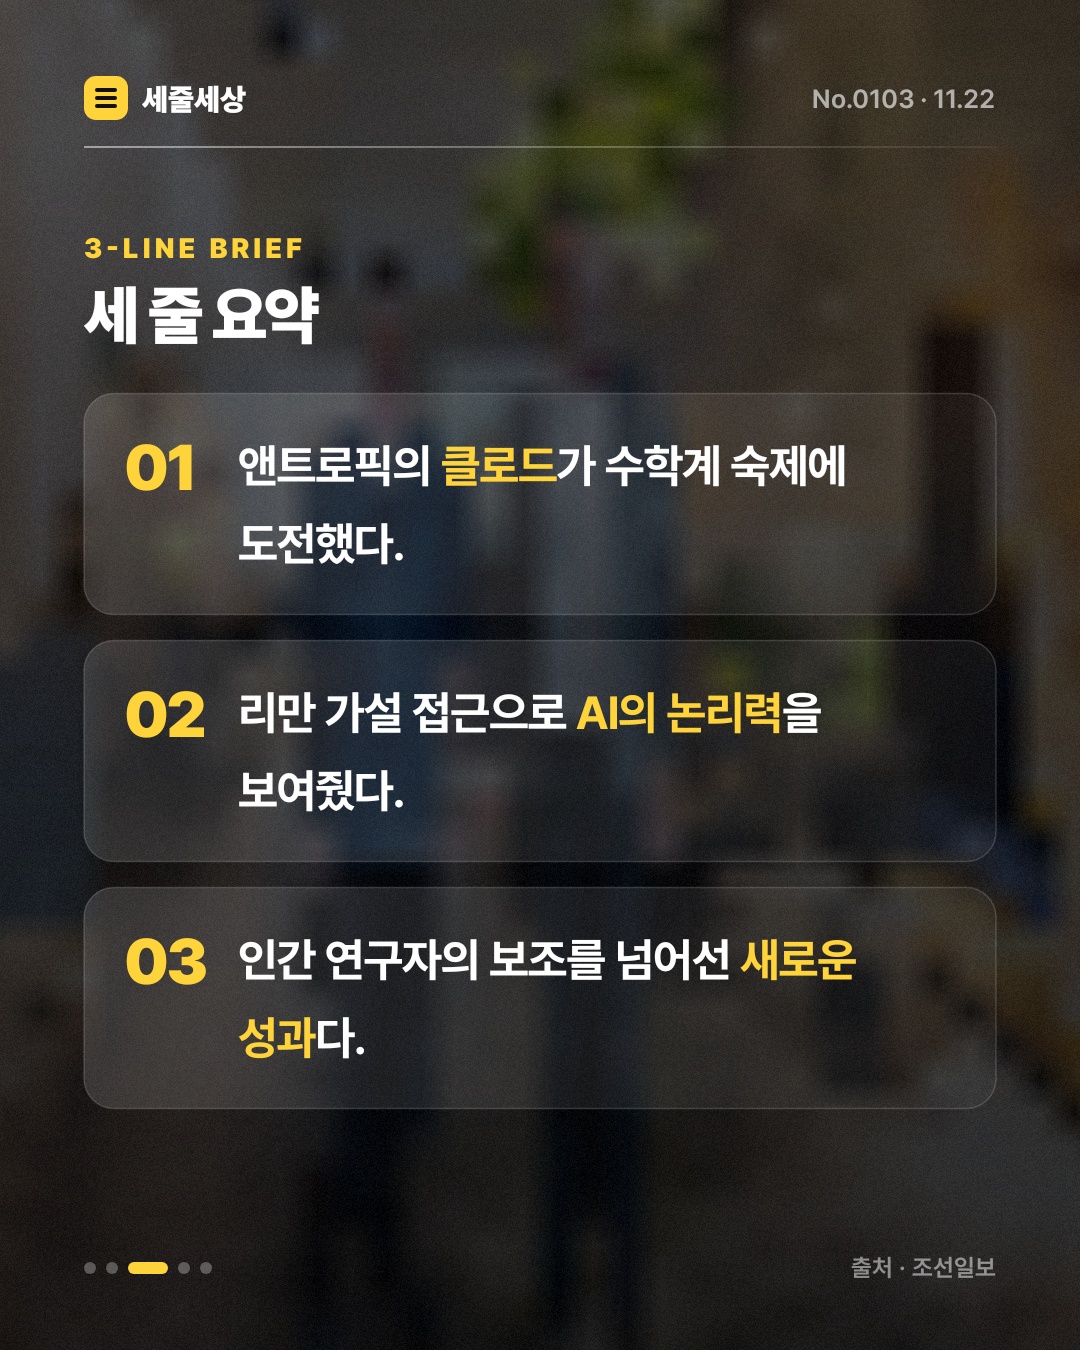 세줄세상
No.0103 · 11.22
3-LINE BRIEF
세 줄 요약
01 앤트로픽의 클로드가 수학계 숙제에
도전했다.
02 리만 가설 접근으로 AI의 논리력을
보여줬다.
03 인간 연구자의 보조를 넘어선 새로운
성과다.
출처 · 조선일보